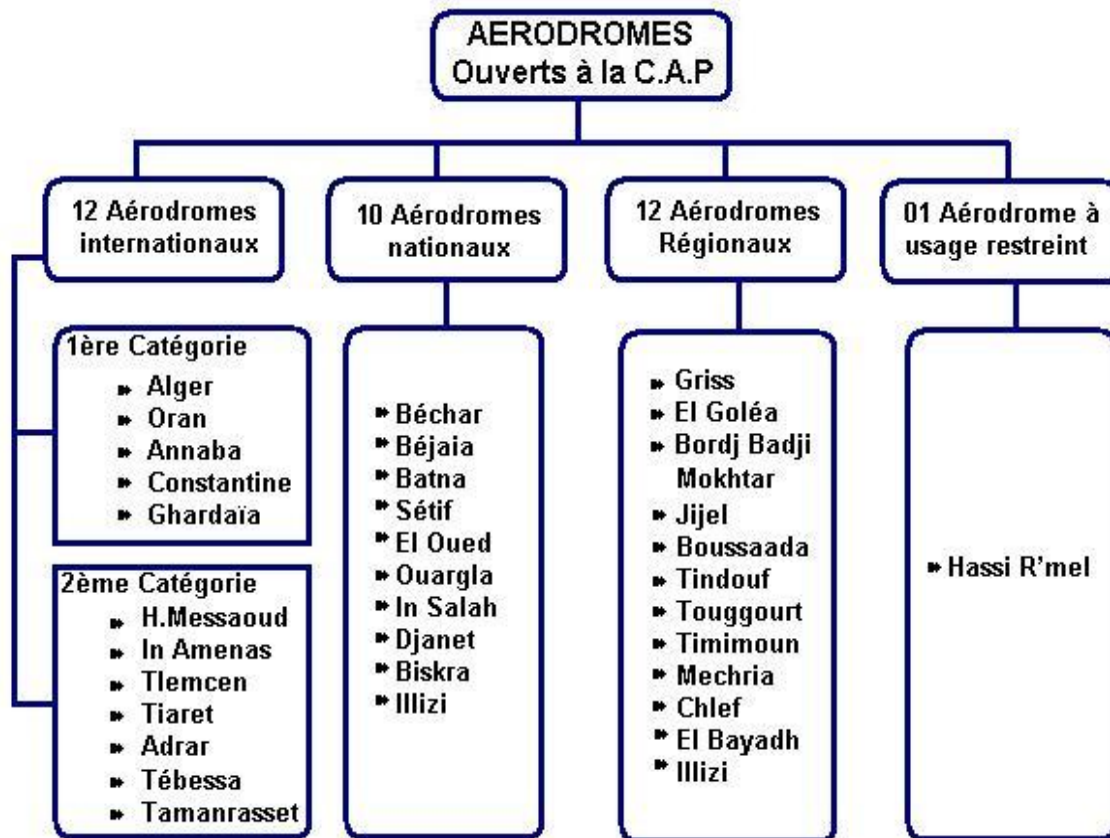 AERODROMES
Ouverts à la C.A.P
12 Aérodromes
internationaux
10 Aérodromes
nationaux
12 Aérodromes
Régionaux
01 Aérodrome à
usage restreint
1ère Catégorie
Alger
Oran
Annaba
Constantine
Ghardaïa
2ème Catégorie
H.Messaoud
In Amenas
Tlemcen
Tiaret
Adrar
Tébessa
Tamanrasset
Béchar
Béjaia
Batna
Sétif
El Oued
Ouargla
In Salah
Djanet
Biskra
Illizi
Griss
El Goléa
Bordj Badji
Mokhtar
Jijel
Boussaada
Tindouf
Touggourt
Timimoun
Mechria
Chlef
El Bayadh
Illizi
Hassi R'mel